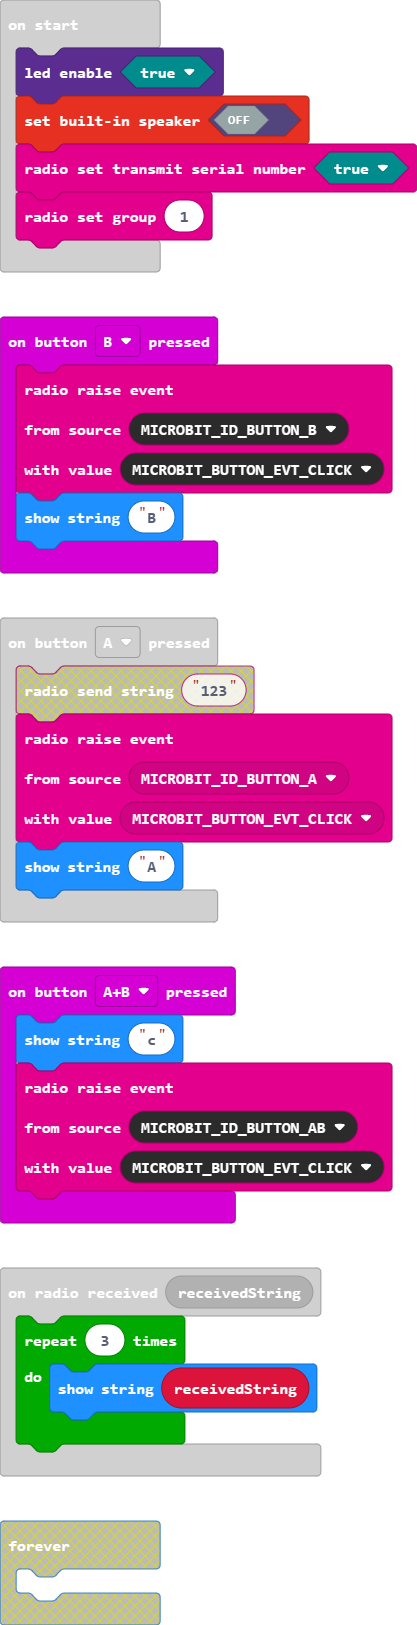 on start
led enable true
set built-in speaker OFF
radio set transmit serial number true
radio set group 1
on button B pressed
radio raise event
from source MICROBIT_ID_BUTTON_B
with value MICROBIT_BUTTON_EVT_CLICK
show string "B"
on button A pressed
radio send string "123"
radio raise event
from source MICROBIT_ID_BUTTON_A
with value MICROBIT_BUTTON_EVT_CLICK
show string "A"
on button A+B pressed
show string "c"
radio raise event
from source MICROBIT_ID_BUTTON_AB
with value MICROBIT_BUTTON_EVT_CLICK
on radio received receivedString
repeat 3 times
do
show string receivedString
forever